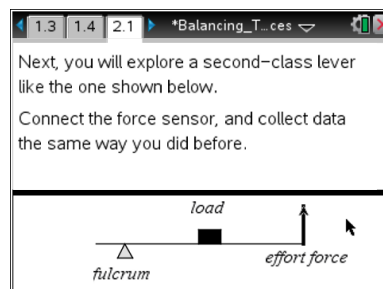 1.3 1.4 2.1 *Balancing_T...ces
Next, you will explore a second-class lever
like the one shown below.
Connect the force sensor, and collect data
the same way you did before.
load
effort force
fulcrum